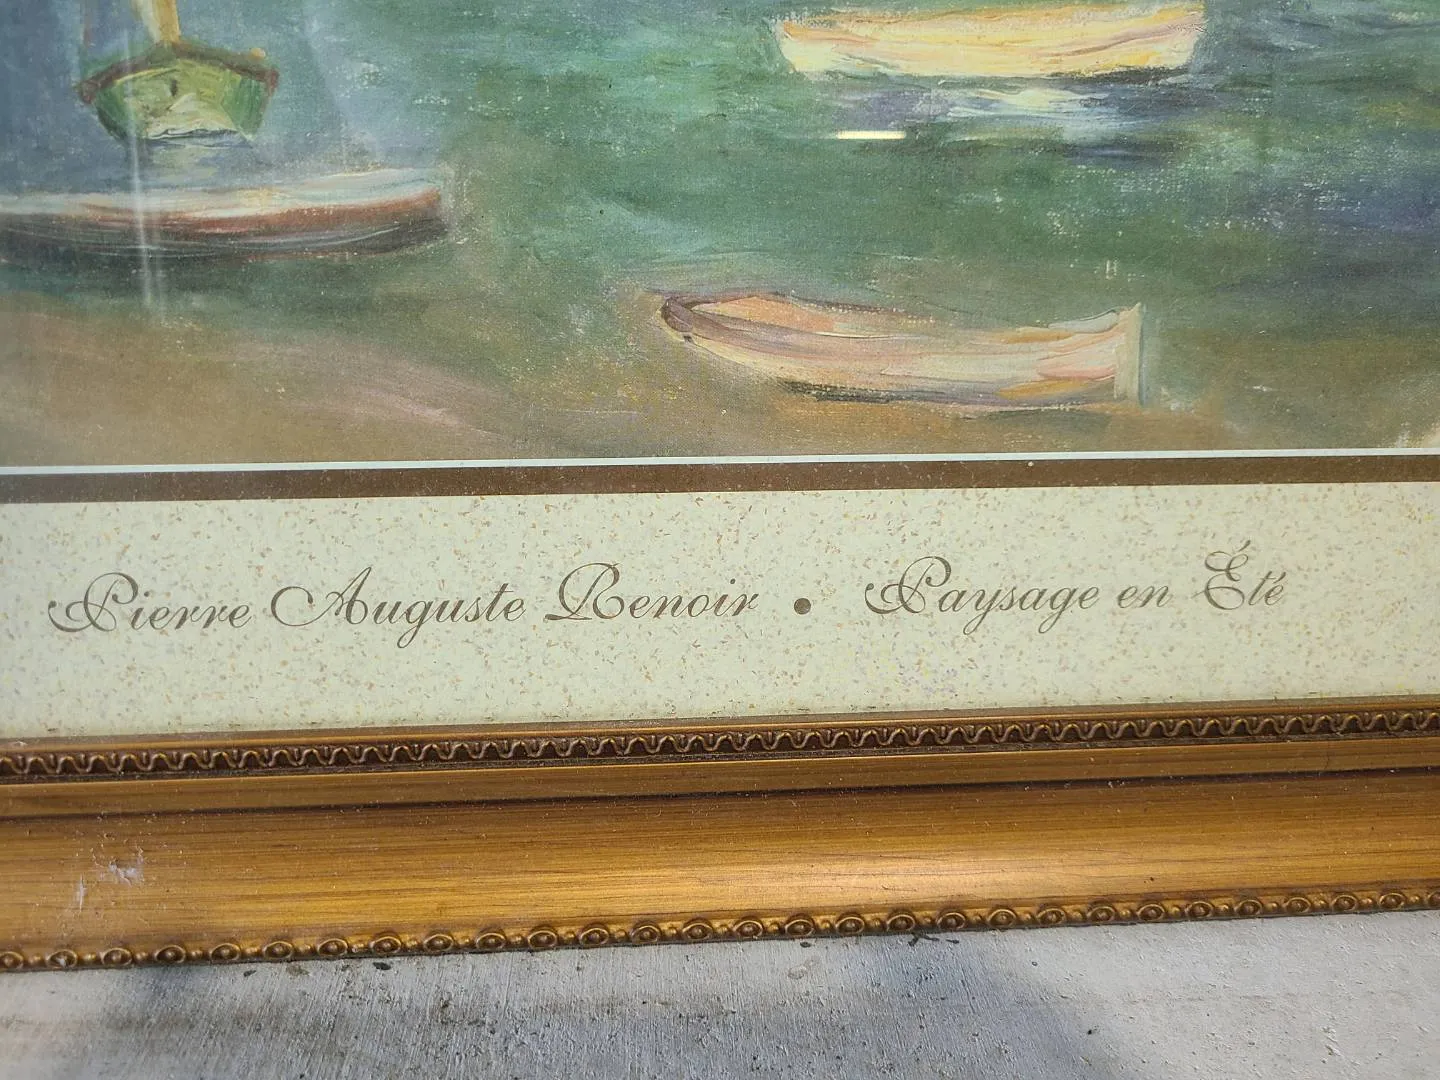 Pierre Auguste Renoir • Paysage en Été